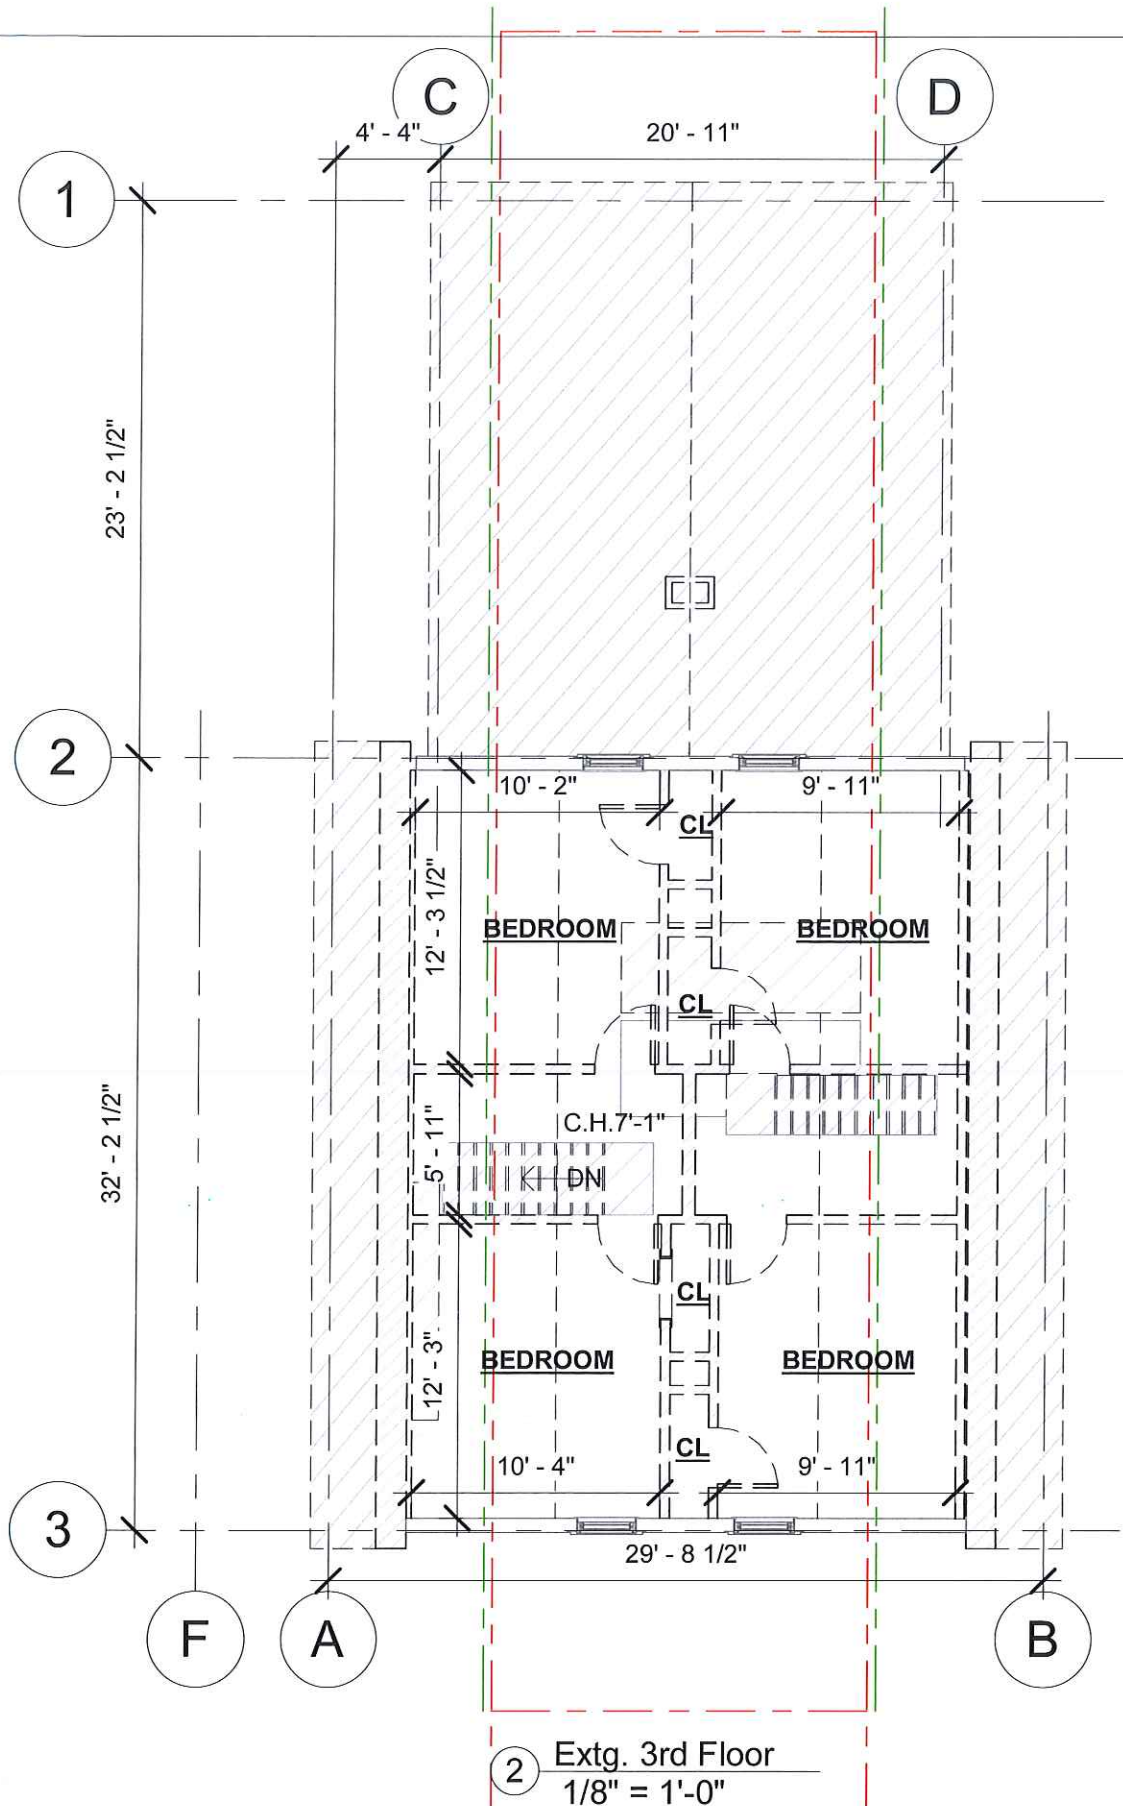 C
D
4' - 4"
20' - 11"
1
23' - 2 1/2"
2
10' - 2"
9' - 11"
CL
12' - 3 1/2"
BEDROOM
BEDROOM
CL
32' - 2 1/2"
5' - 11"
C.H.7'-1"
DN
CL
12' - 3"
BEDROOM
BEDROOM
CL
10' - 4"
9' - 11"
3
29' - 8 1/2"
F
A
B
2
Extg. 3rd Floor
1/8" = 1'-0"